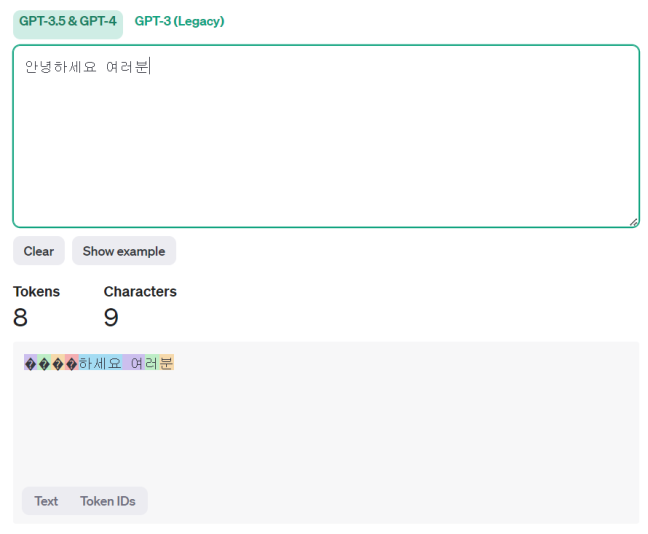 GPT-3.5 & GPT-4 GPT-3 (Legacy)
안녕하세요 여러분
Clear Show example
Tokens Characters
8 9
����하세요 여러분
Text Token IDs